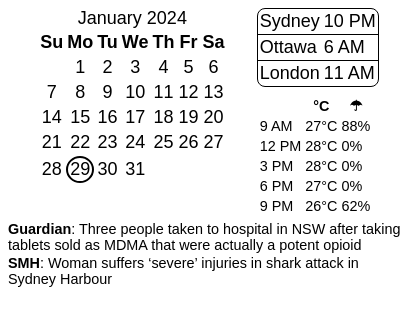 January 2024
Su Mo Tu We Th Fr Sa
1 2 3 4 5 6
7 8 9 10 11 12 13
14 15 16 17 18 19 20
21 22 23 24 25 26 27
28 29 30 31
Sydney 10 PM
Ottawa 6 AM
London 11 AM
°C ☂
9 AM 27°C 88%
12 PM 28°C 0%
3 PM 28°C 0%
6 PM 27°C 0%
9 PM 26°C 62%
Guardian: Three people taken to hospital in NSW after taking
tablets sold as MDMA that were actually a potent opioid
SMH: Woman suffers ‘severe’ injuries in shark attack in
Sydney Harbour